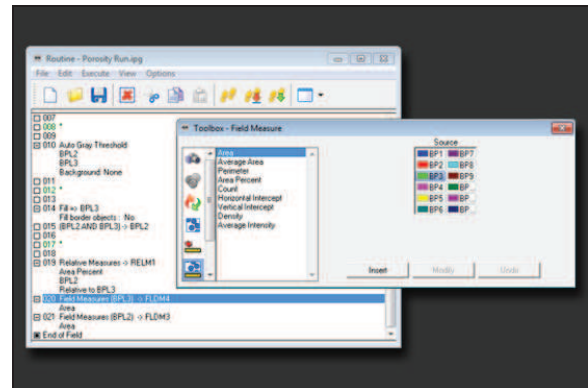 Routine - Porosity Run.ipg
File Edit Execute View Options
007
008 *
009
010 Auto Gray Threshold
BPL2
BPL3
Background: None
011
012 *
013
014 Fill => BPL3
Fill border objects : No
015 (BPL2 AND BPL3) -> BPL2
016
017 *
018
019 Relative Measures -> RELM1
Area Percent
BPL2
Relative to BPL3
020 Field Measures (BPL3) -> FLDM4
Area
021 Field Measures (BPL2) -> FLDM3
Area
End of Field
Toolbox - Field Measure
Area
Average Area
Perimeter
Area Percent
Count
Horizontal Intercept
Vertical Intercept
Density
Average Intensity
Source
BP1 BP7
BP2 BP8
BP3 BP9
BP4 BP...
BP5 BP...
BP6 BP...
Insert Modify Undo